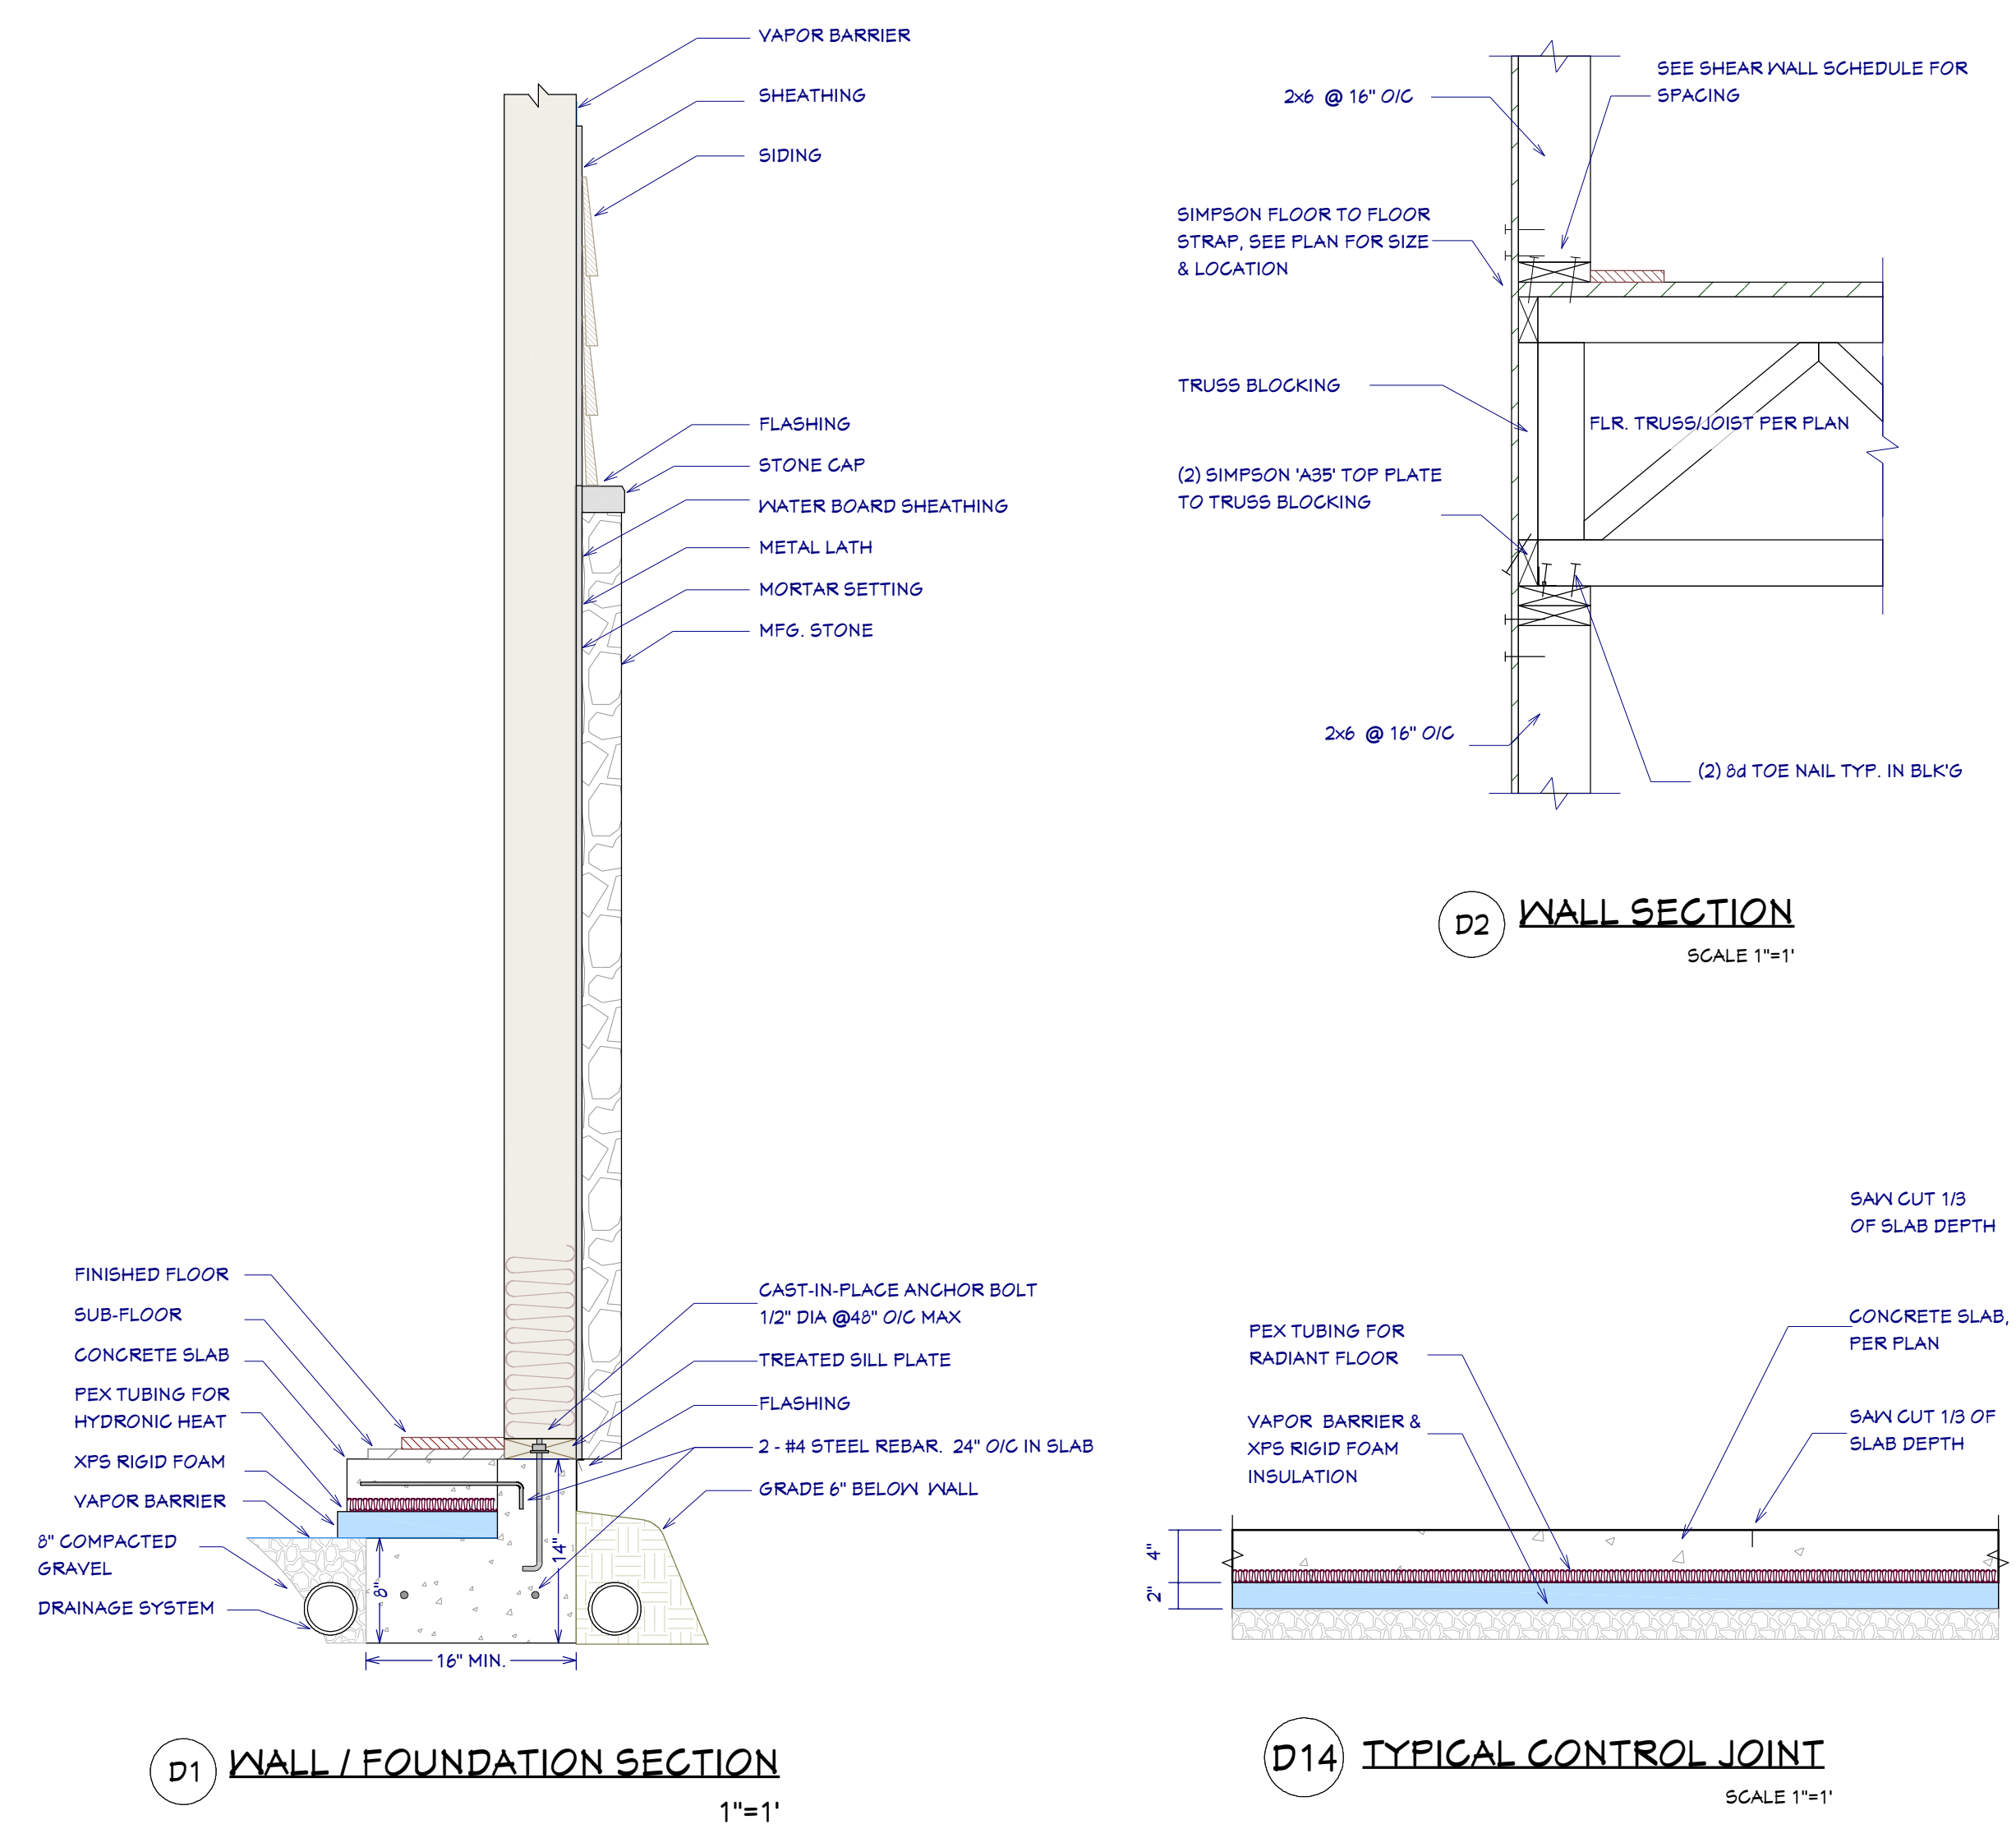 VAPOR BARRIER
SHEATHING
SIDING
FLASHING
STONE CAP
WATER BOARD SHEATHING
METAL LATH
MORTAR SETTING
MFG. STONE
FINISHED FLOOR
SUB-FLOOR
CONCRETE SLAB
PEX TUBING FOR
HYDRONIC HEAT
XPS RIGID FOAM
VAPOR BARRIER
8" COMPACTED
GRAVEL
DRAINAGE SYSTEM
CAST-IN-PLACE ANCHOR BOLT
1/2" DIA @48" O/C MAX
TREATED SILL PLATE
FLASHING
2 - #4 STEEL REBAR. 24" O/C IN SLAB
GRADE 6" BELOW WALL
8"
14"
16" MIN.
D1 WALL / FOUNDATION SECTION
1"=1'
2x6 @ 16" O/C
SEE SHEAR WALL SCHEDULE FOR
SPACING
SIMPSON FLOOR TO FLOOR
STRAP, SEE PLAN FOR SIZE
& LOCATION
TRUSS BLOCKING
FLR. TRUSS/JOIST PER PLAN
(2) SIMPSON 'A35' TOP PLATE
TO TRUSS BLOCKING
2x6 @ 16" O/C
(2) 8d TOE NAIL TYP. IN BLK'G
D2 WALL SECTION
SCALE 1"=1'
SAW CUT 1/3
OF SLAB DEPTH
PEX TUBING FOR
RADIANT FLOOR
CONCRETE SLAB,
PER PLAN
VAPOR BARRIER &
XPS RIGID FOAM
INSULATION
SAW CUT 1/3 OF
SLAB DEPTH
4"
2"
D14 TYPICAL CONTROL JOINT
SCALE 1"=1'